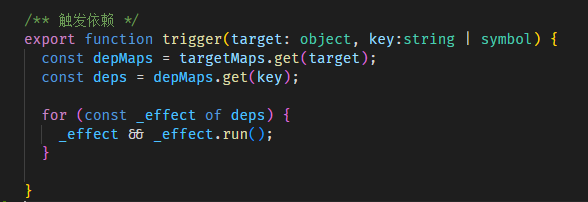 /** 触发依赖 */
export function trigger(target: object, key:string | symbol) {
  const depMaps = targetMaps.get(target);
  const deps = depMaps.get(key);

  for (const _effect of deps) {
    _effect && _effect.run();
  }

}